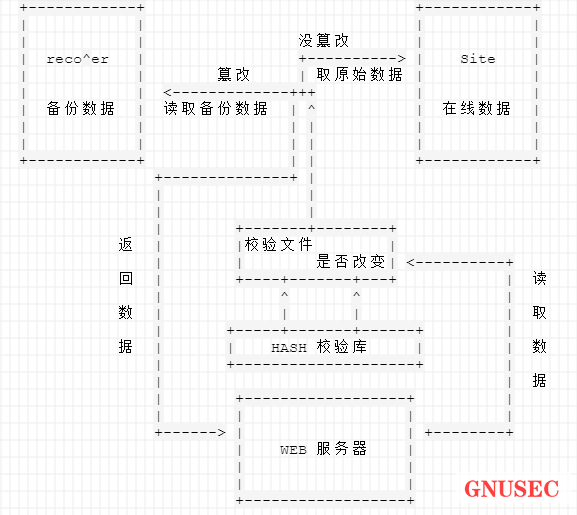 没篡改
reco^er
Site
篡改
取原始数据
备份数据
读取备份数据
在线数据
校验文件
是否改变
返回数据
读取数据
HASH 校验库
WEB 服务器
GNUSEC